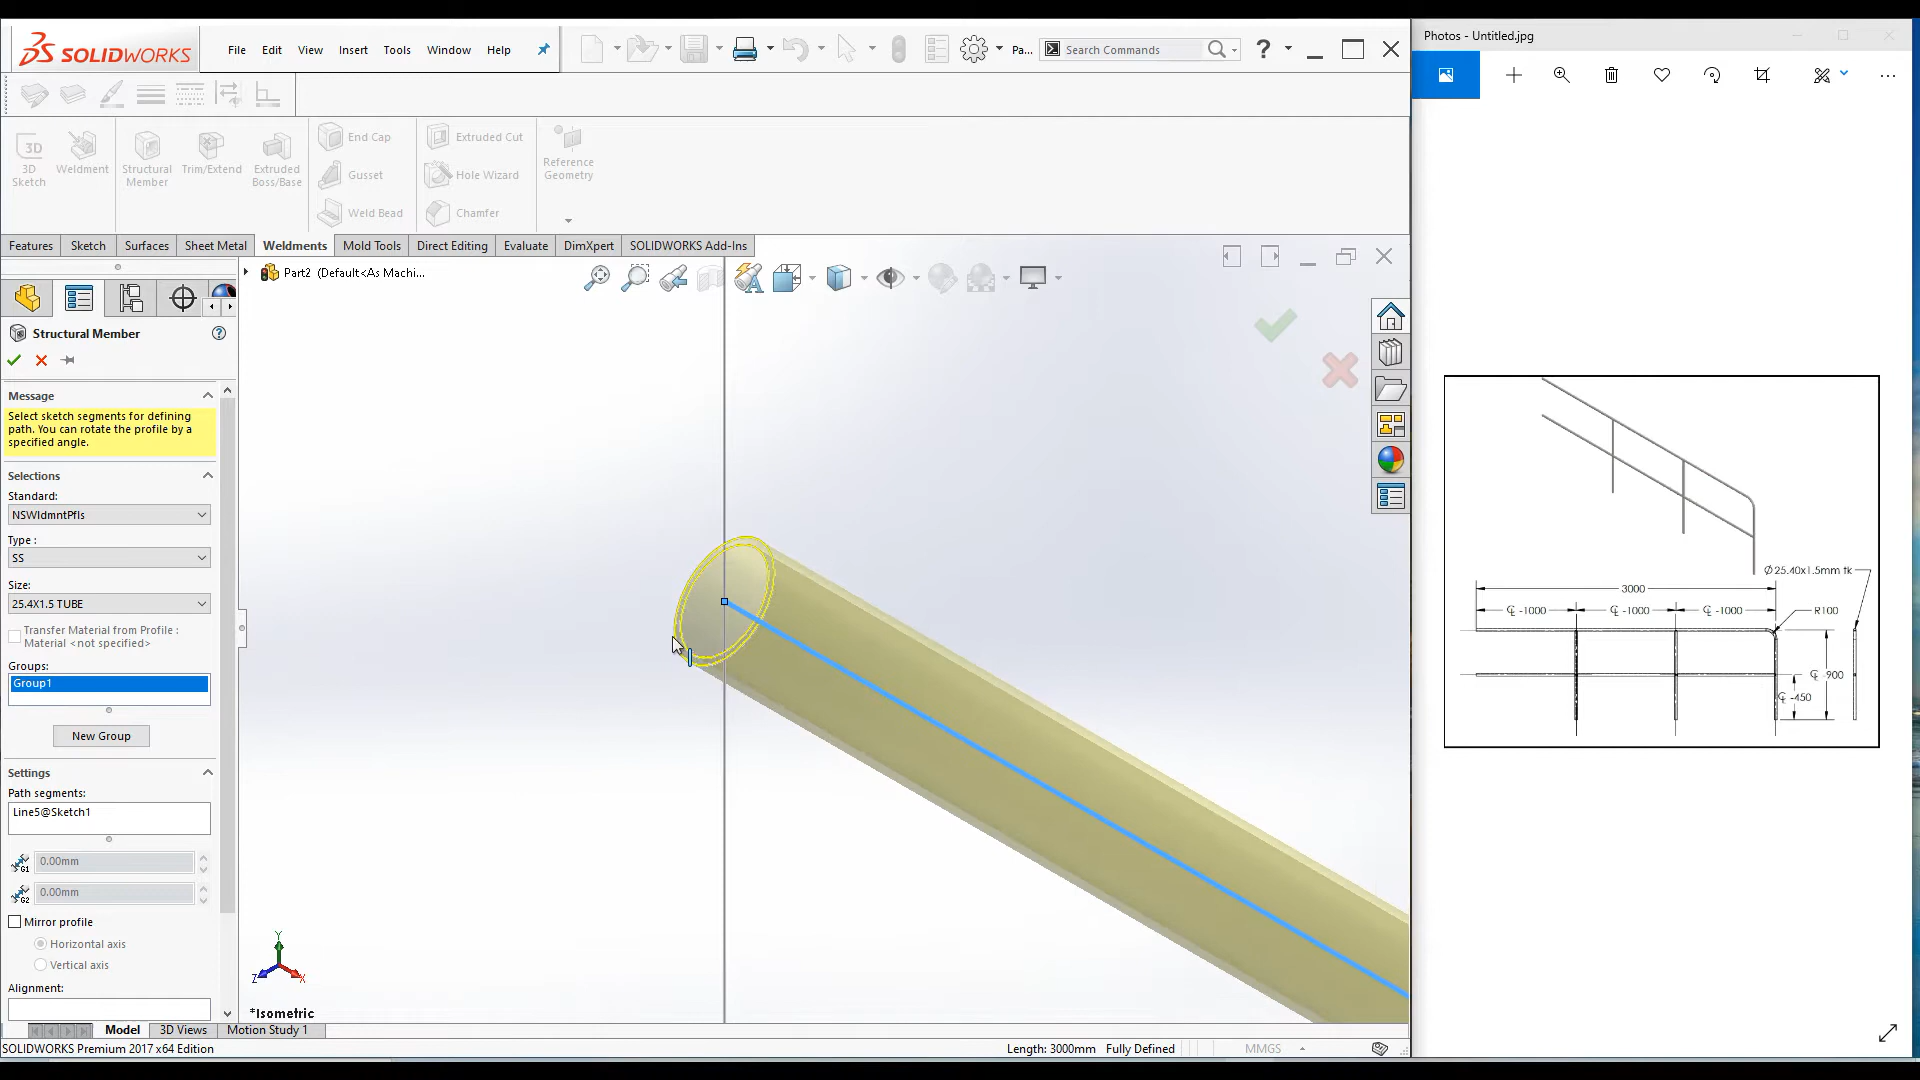 SOLIDWORKS
File Edit View Insert Tools Window Help
Pa...
Search Commands
Photos - Untitled.jpg
3D Sketch
Weldment
Structural Member
Trim/Extend
Extruded Boss/Base
End Cap
Gusset
Weld Bead
Extruded Cut
Hole Wizard
Chamfer
Reference Geometry
Features Sketch Surfaces Sheet Metal Weldments Mold Tools Direct Editing Evaluate DimXpert SOLIDWORKS Add-Ins
Part2 (Default<As Machi...
Structural Member
Message
Select sketch segments for defining
path. You can rotate the profile by a
specified angle.
Selections
Standard:
NSWldmntPfls
Type :
SS
Size:
25.4X1.5 TUBE
Transfer Material from Profile :
Material <not specified>
Groups:
Group1
New Group
Settings
Path segments:
Line5@Sketch1
G1
0.00mm
G2
0.00mm
Mirror profile
Horizontal axis
Vertical axis
Alignment:
Y
Z
X
*Isometric
Model 3D Views Motion Study 1
SOLIDWORKS Premium 2017 x64 Edition
Length: 3000mm Fully Defined
MMGS
Ø25.40x1.5mm tk
3000
℄ -1000 ℄ -1000 ℄ -1000
R100
℄ -900
℄ -450